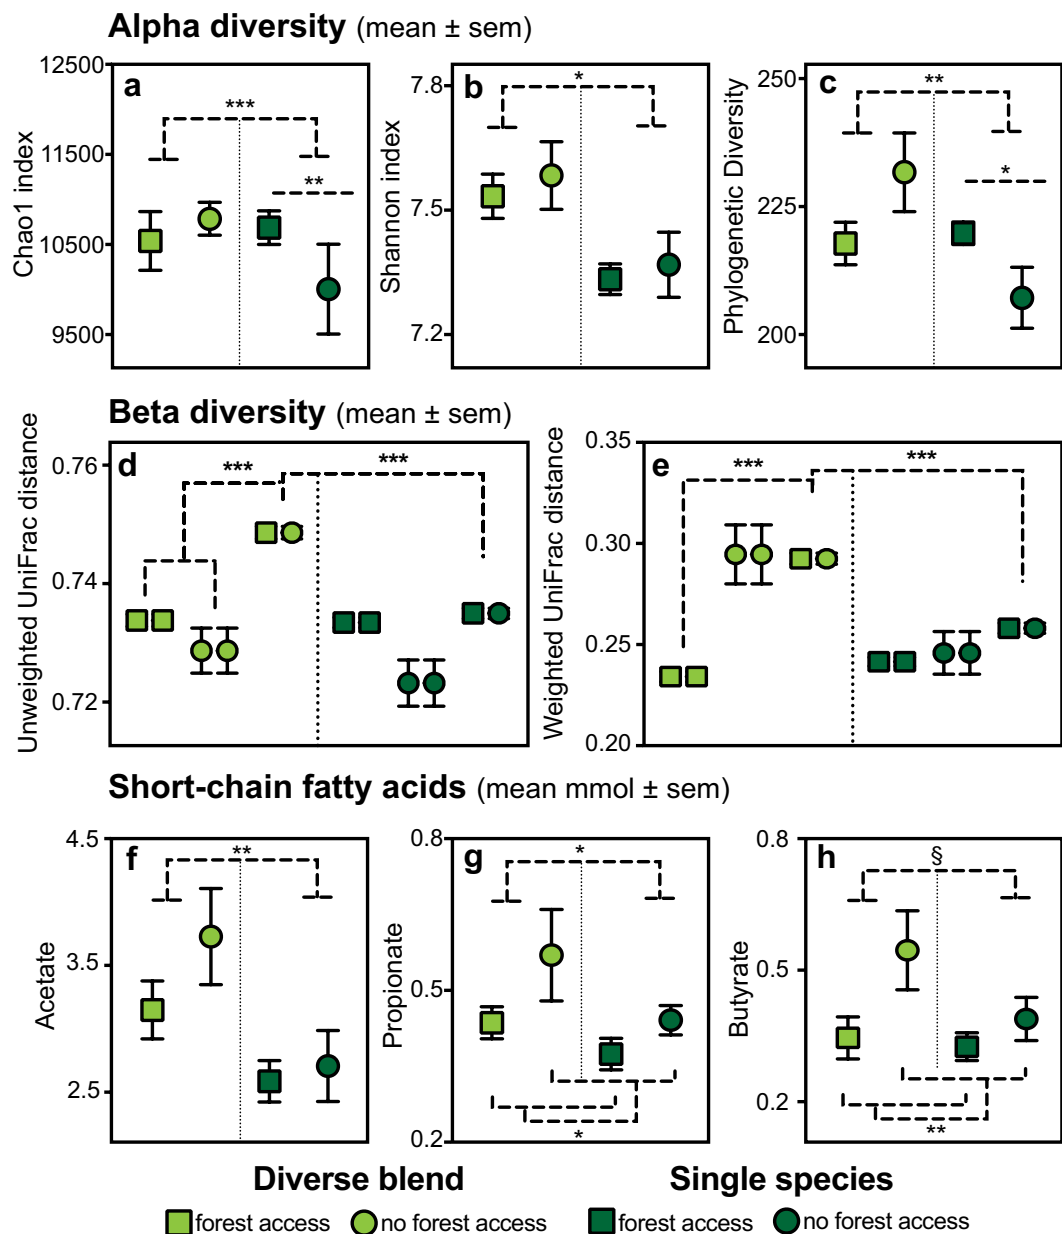 Alpha diversity (mean ± sem)
Chao1 index
12500
11500
10500
9500
a
***
**
Shannon index
7.8
7.5
7.2
b
*
Phylogenetic Diversity
250
225
200
c
**
*
Beta diversity (mean ± sem)
Unweighted UniFrac distance
0.76
0.74
0.72
d
***
***
Weighted UniFrac distance
0.35
0.30
0.25
0.20
e
***
***
Short-chain fatty acids (mean mmol ± sem)
Acetate
4.5
3.5
2.5
f
**
Propionate
0.8
0.5
0.2
g
*
*
Butyrate
0.8
0.5
0.2
h
§
**
Diverse blend
Single species
forest access
no forest access
forest access
no forest access